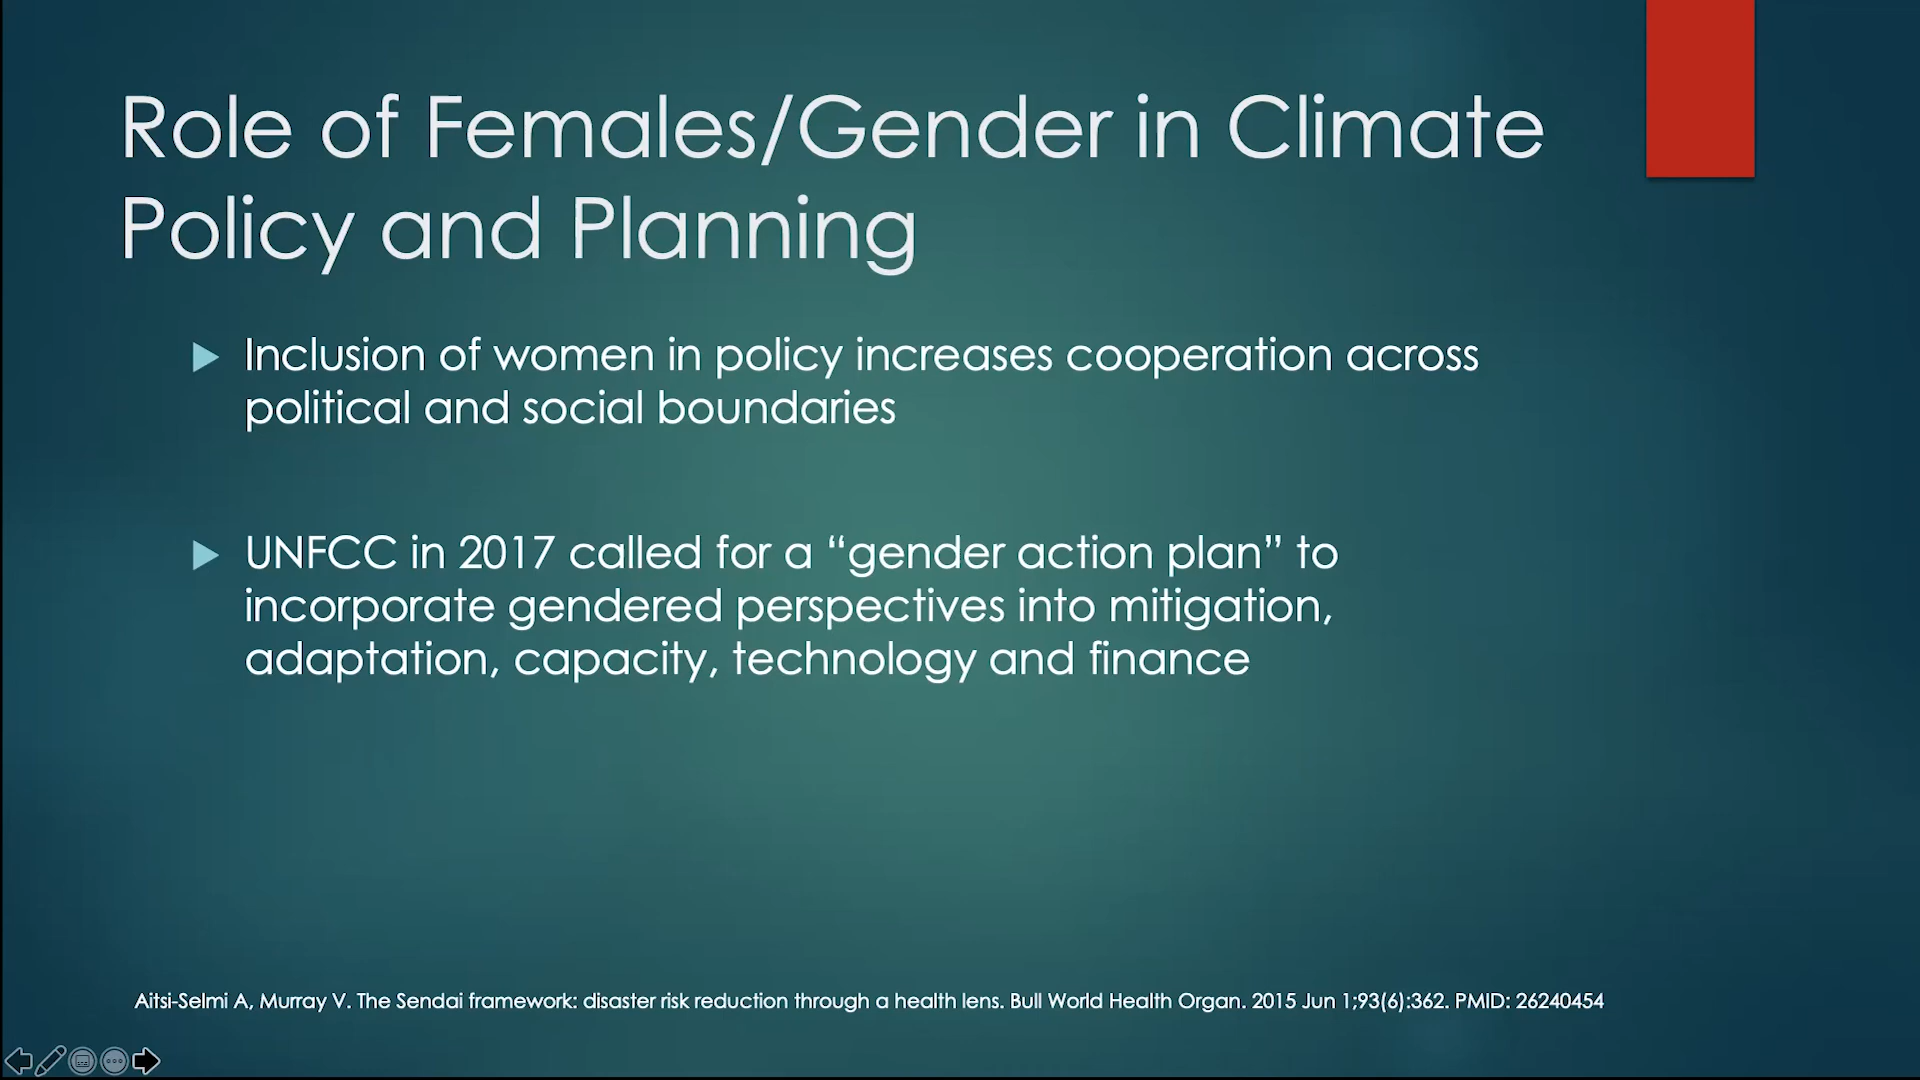 Role of Females/Gender in Climate
Policy and Planning
Inclusion of women in policy increases cooperation across
political and social boundaries
UNFCC in 2017 called for a “gender action plan” to
incorporate gendered perspectives into mitigation,
adaptation, capacity, technology and finance
Aitsi-Selmi A, Murray V. The Sendai framework: disaster risk reduction through a health lens. Bull World Health Organ. 2015 Jun 1;93(6):362. PMID: 26240454